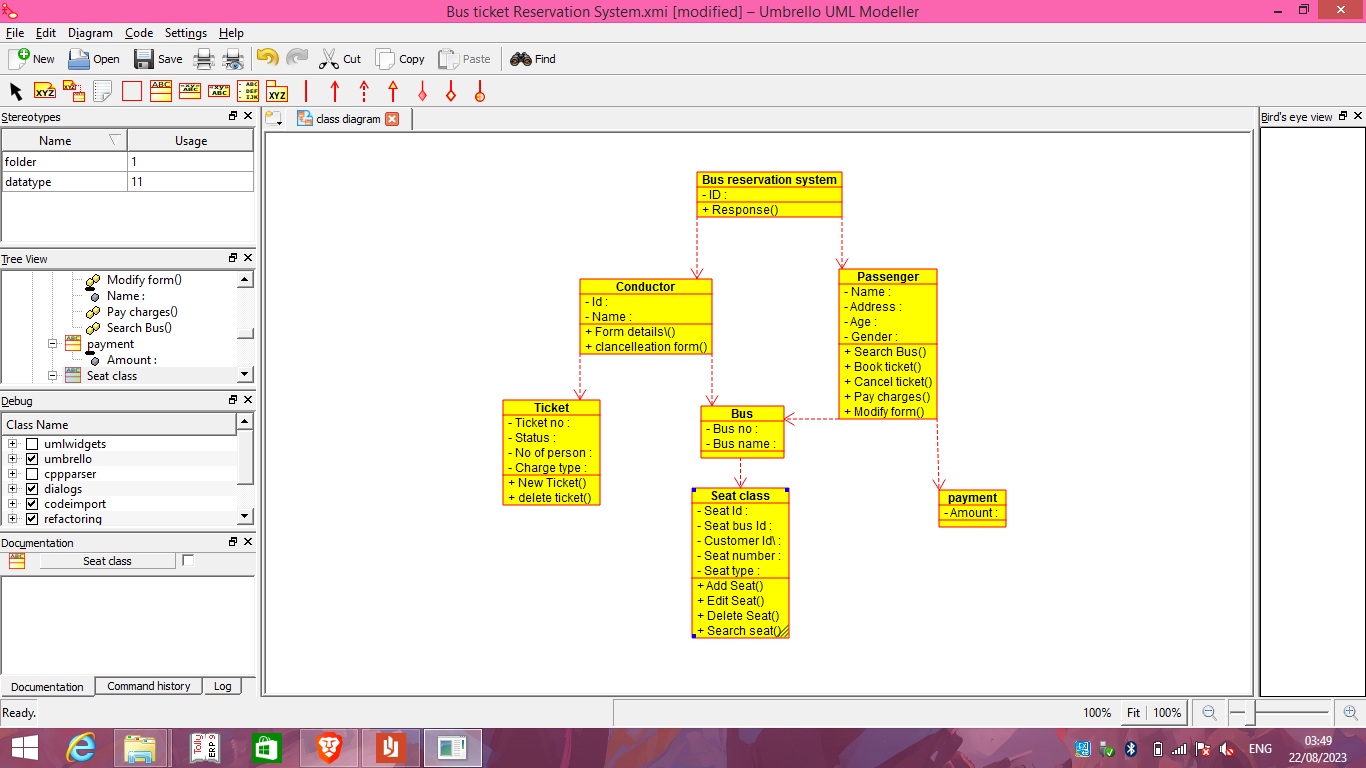 Bus ticket Reservation System.xmi [modified] – Umbrello UML Modeller
File Edit Diagram Code Settings Help
New Open Save Cut Copy Paste Find
XYZ ABC XYZ
Stereotypes
Name Usage
folder 1
datatype 11
Tree View
Modify form()
Name :
Pay charges()
Search Bus()
payment
Amount :
Seat class
Debug
Class Name
umlwidgets
umbrello
cppparser
dialogs
codeimport
refactoring
Documentation
Seat class
Documentation Command history Log
class diagram
Bus reservation system
- ID :
+ Response()
Conductor
- Id :
- Name :
+ Form details\()
+ clancelleation form()
Passenger
- Name :
- Address :
- Age :
- Gender :
+ Search Bus()
+ Book ticket()
+ Cancel ticket()
+ Pay charges()
+ Modify form()
Ticket
- Ticket no :
- Status :
- No of person :
- Charge type :
+ New Ticket()
+ delete ticket()
Bus
- Bus no :
- Bus name :
Seat class
- Seat Id :
- Seat bus Id :
- Customer Id\ :
- Seat number :
- Seat type :
+ Add Seat()
+ Edit Seat()
+ Delete Seat()
+ Search seat()
payment
- Amount :
Bird's eye view
Ready.
100% Fit 100%
Tally ERP 9
ENG
03:49
22/08/2023